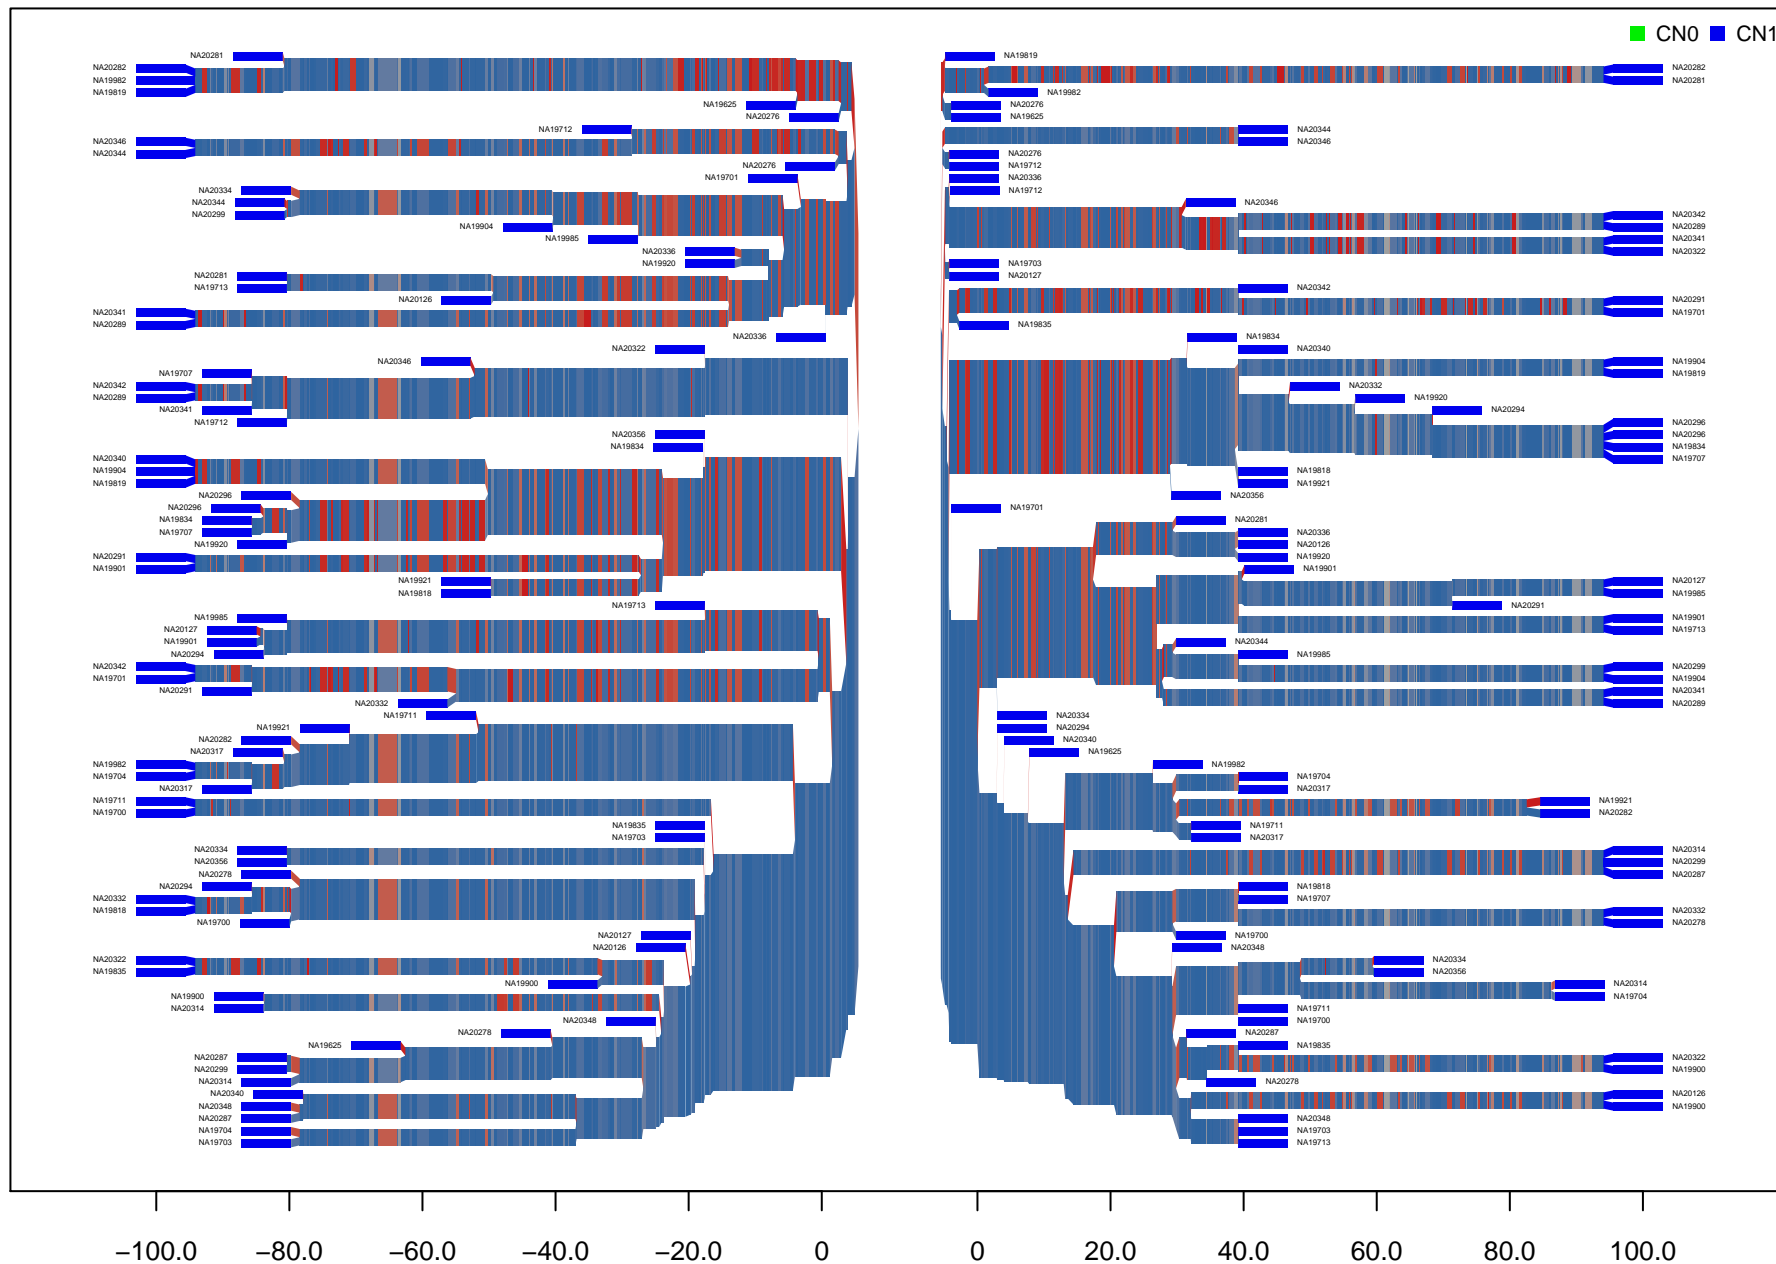 CN0 CN1
NA20281
NA20282
NA19982
NA19819
NA19625
NA20276
NA19712
NA20346
NA20344
NA20276
NA19701
NA20334
NA20344
NA20299
NA19904
NA19985
NA20336
NA19920
NA20281
NA19713
NA20126
NA20341
NA20289
NA20336
NA20322
NA20346
NA19707
NA20342
NA20289
NA20341
NA19712
NA20356
NA19834
NA20340
NA19904
NA19819
NA20296
NA20296
NA19834
NA19707
NA19920
NA20291
NA19901
NA19921
NA19818
NA19713
NA19985
NA20127
NA19901
NA20294
NA20342
NA19701
NA20291
NA20332
NA19711
NA19921
NA20282
NA20317
NA19982
NA19704
NA20317
NA19711
NA19700
NA19835
NA19703
NA20334
NA20356
NA20278
NA20294
NA20332
NA19818
NA19700
NA20127
NA20126
NA20322
NA19835
NA19900
NA19900
NA20314
NA20348
NA20278
NA19625
NA20287
NA20299
NA20314
NA20340
NA20348
NA20287
NA19704
NA19703
NA19819
NA20282
NA20281
NA19982
NA20276
NA19625
NA20344
NA20346
NA20276
NA19712
NA20336
NA19712
NA20346
NA20342
NA20289
NA20341
NA20322
NA19703
NA20127
NA20342
NA20291
NA19701
NA19835
NA19834
NA20340
NA19904
NA19819
NA20332
NA19920
NA20294
NA20296
NA20296
NA19834
NA19707
NA19818
NA19921
NA20356
NA19701
NA20281
NA20336
NA20126
NA19920
NA19901
NA20127
NA19985
NA20291
NA19901
NA19713
NA20344
NA19985
NA20299
NA19904
NA20341
NA20289
NA20334
NA20294
NA20340
NA19625
NA19982
NA19704
NA20317
NA19921
NA20282
NA19711
NA20317
NA20314
NA20299
NA20287
NA19818
NA19707
NA20332
NA20278
NA19700
NA20348
NA20334
NA20356
NA20314
NA19704
NA19711
NA19700
NA20287
NA19835
NA20322
NA19900
NA20278
NA20126
NA19900
NA20348
NA19703
NA19713
−100.0 −80.0 −60.0 −40.0 −20.0 0 0 20.0 40.0 60.0 80.0 100.0